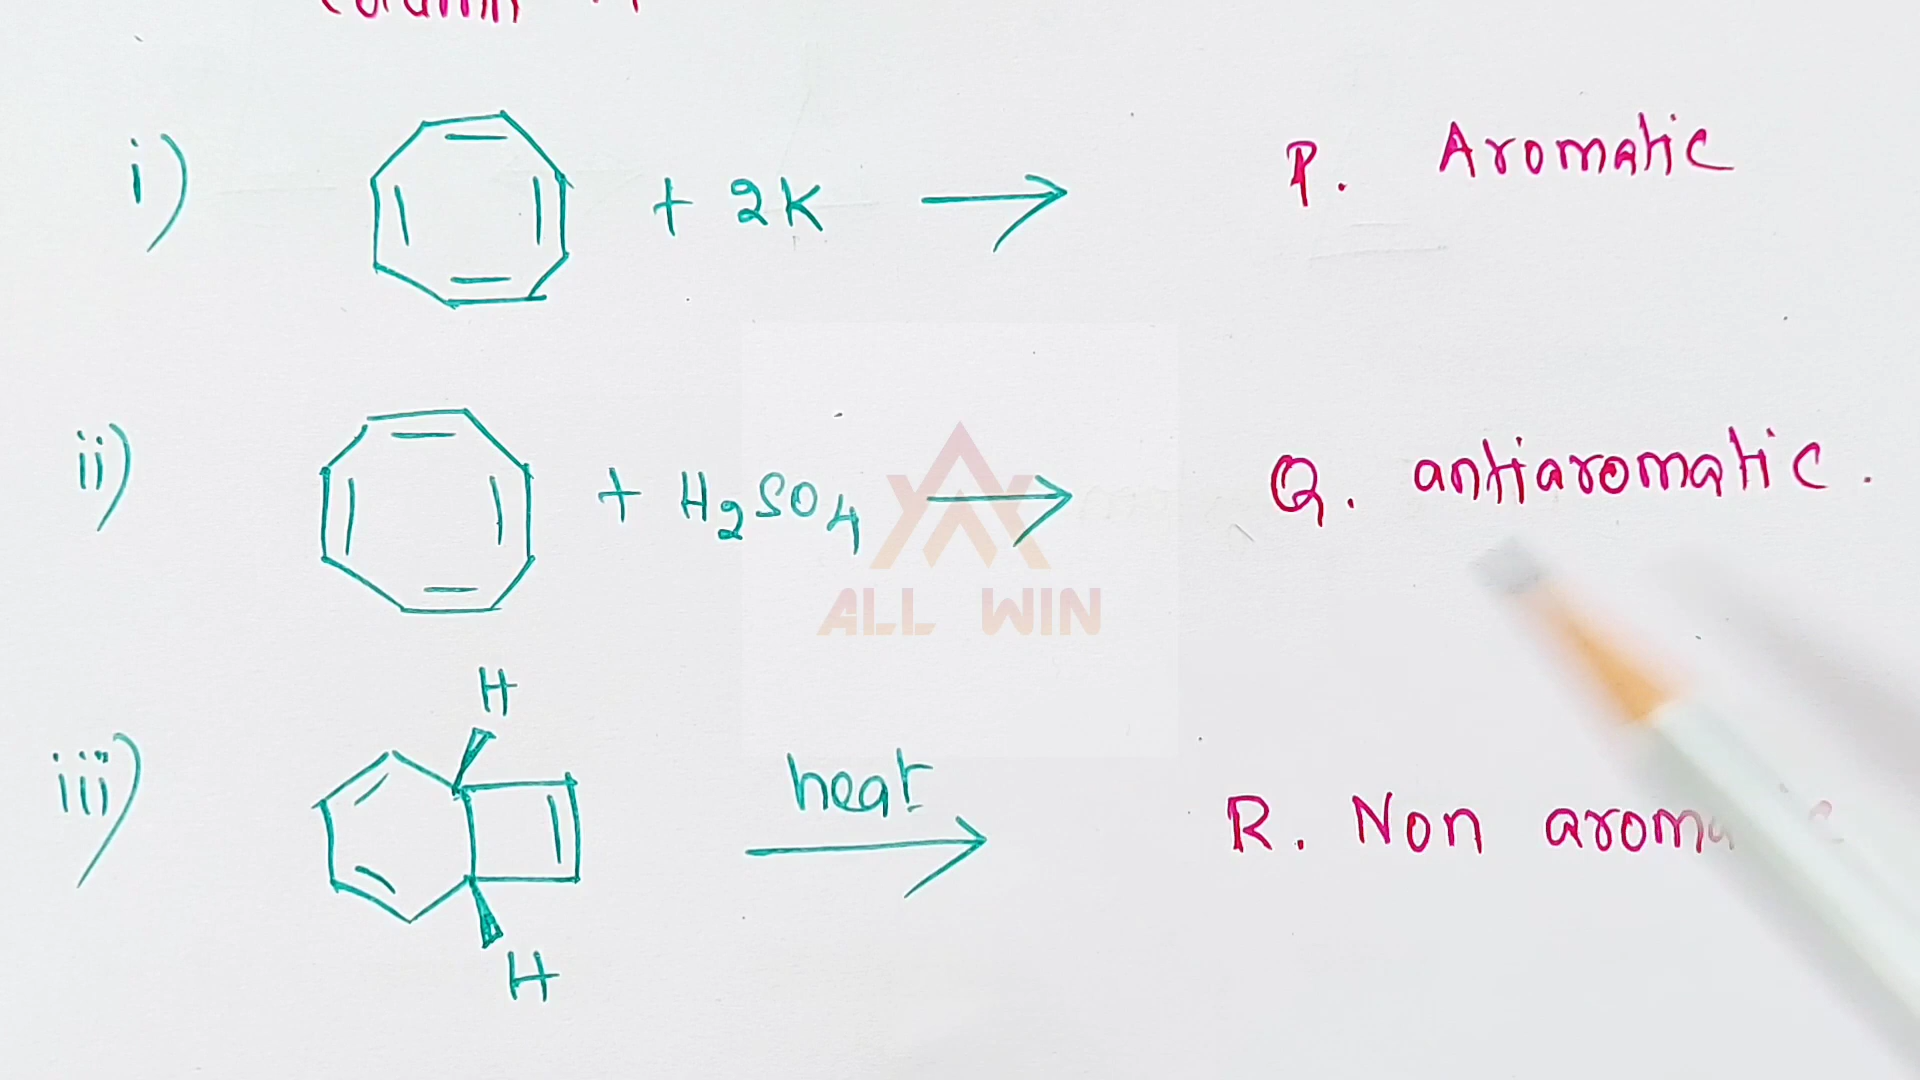 i) + 2K → P. Aromatic
ii) + H₂SO₄ → Q. antiaromatic.
H
iii) heat → R. Non
H
ALL WIN